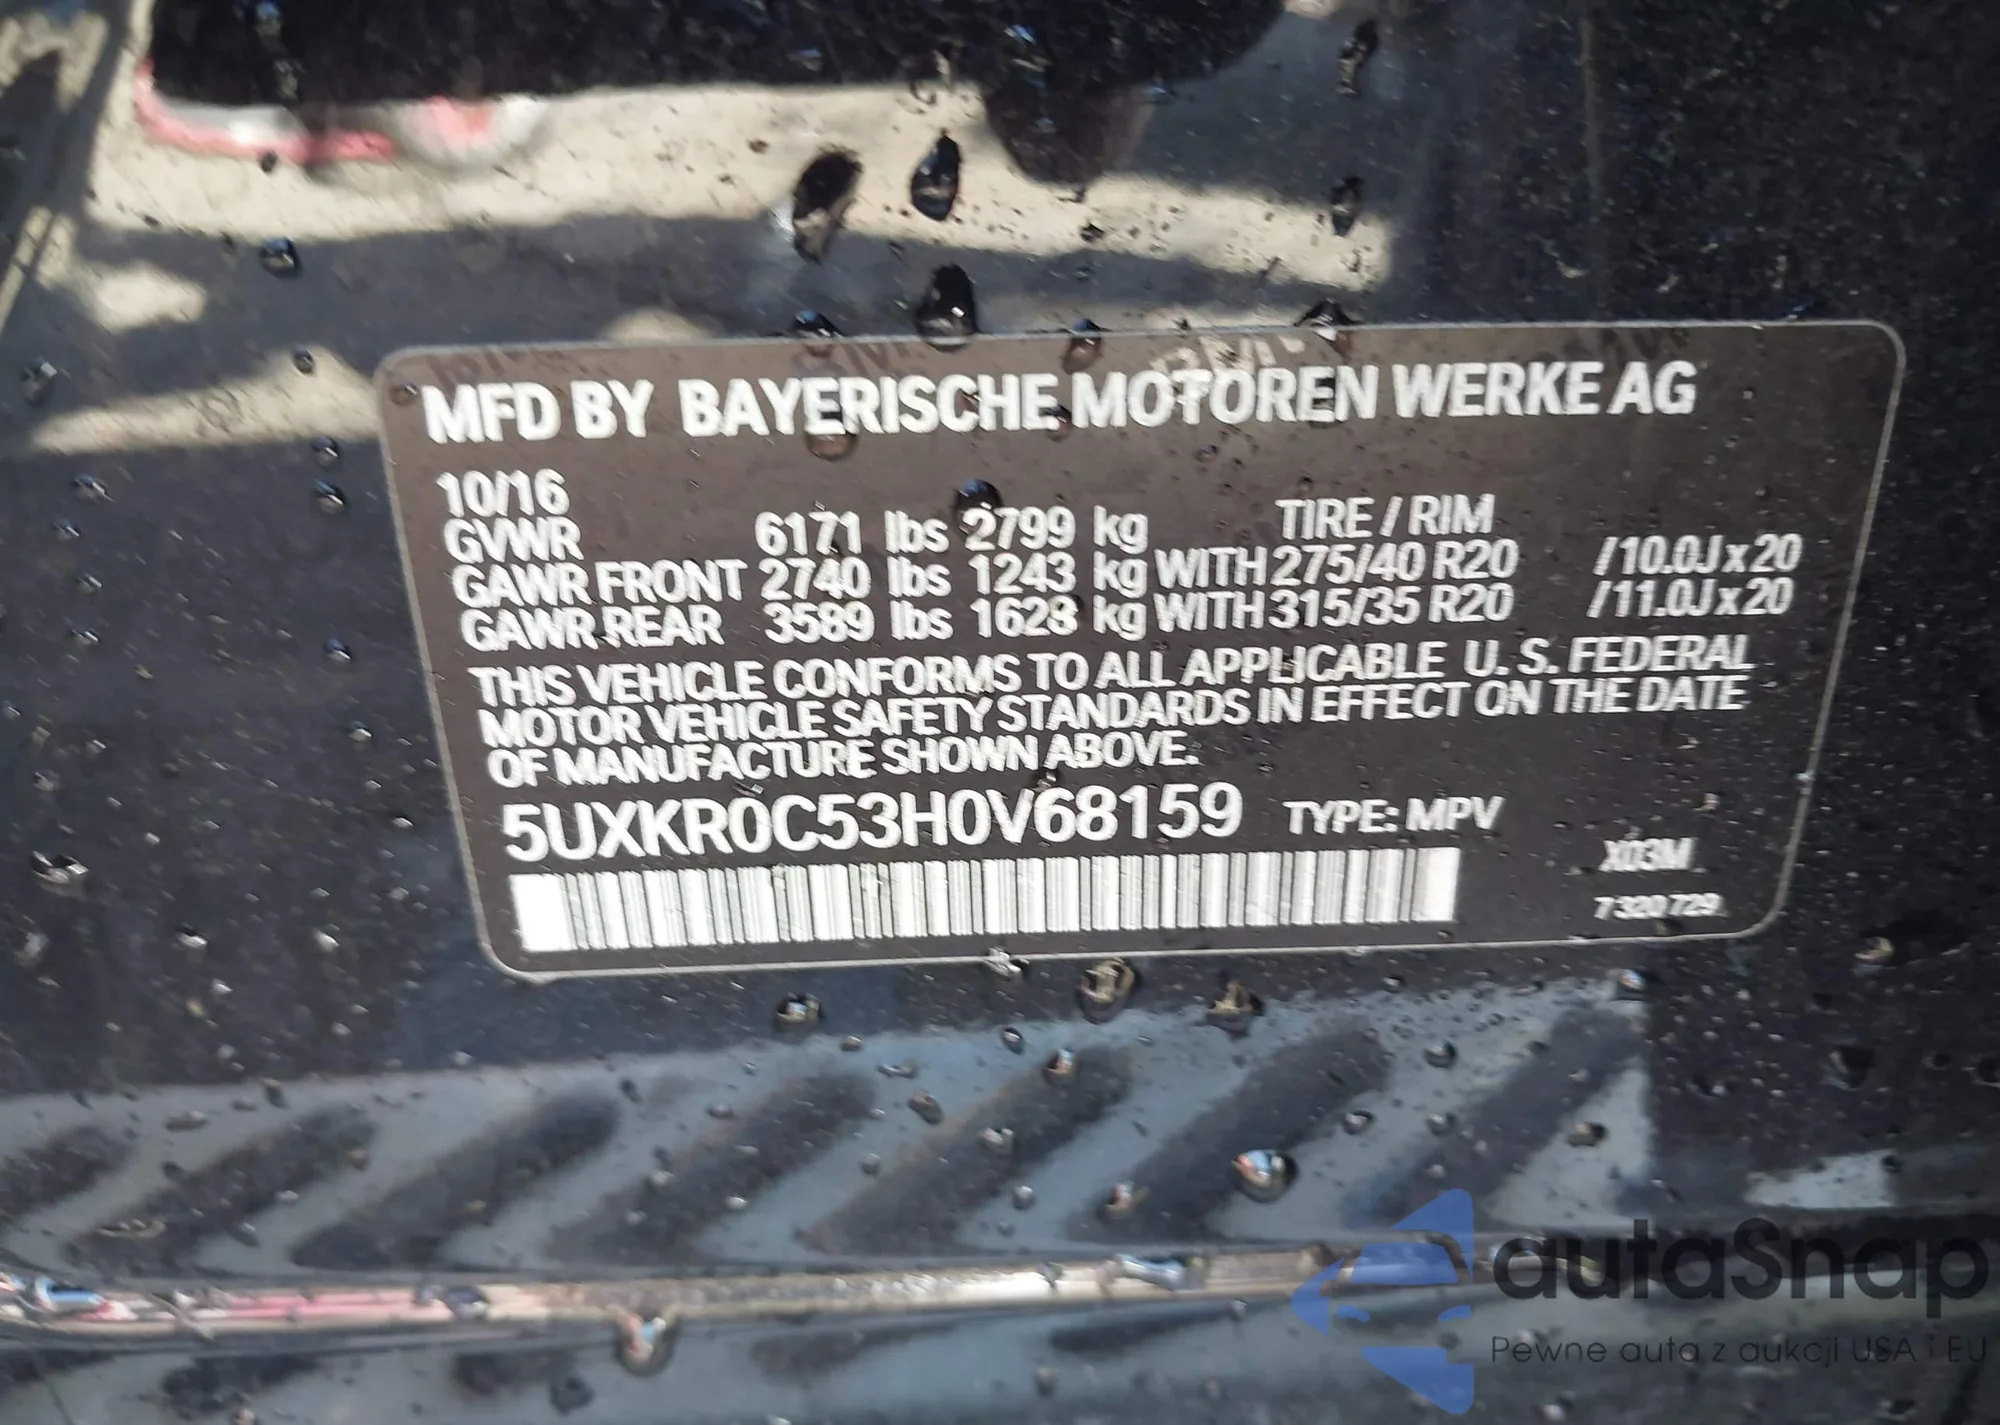 MFD BY BAYERISCHE MOTOREN WERKE AG
10/16
GVWR 6171 lbs 2799 kg TIRE / RIM
GAWR FRONT 2740 lbs 1243 kg WITH 275/40 R20 /10.0J x 20
GAWR REAR 3589 lbs 1628 kg WITH 315/35 R20 /11.0J x 20
THIS VEHICLE CONFORMS TO ALL APPLICABLE U. S. FEDERAL
MOTOR VEHICLE SAFETY STANDARDS IN EFFECT ON THE DATE
OF MANUFACTURE SHOWN ABOVE.
5UXKR0C53H0V68159 TYPE: MPV
X03M
7 320 729
autaSnap
Pewne auta z aukcji USA i EU